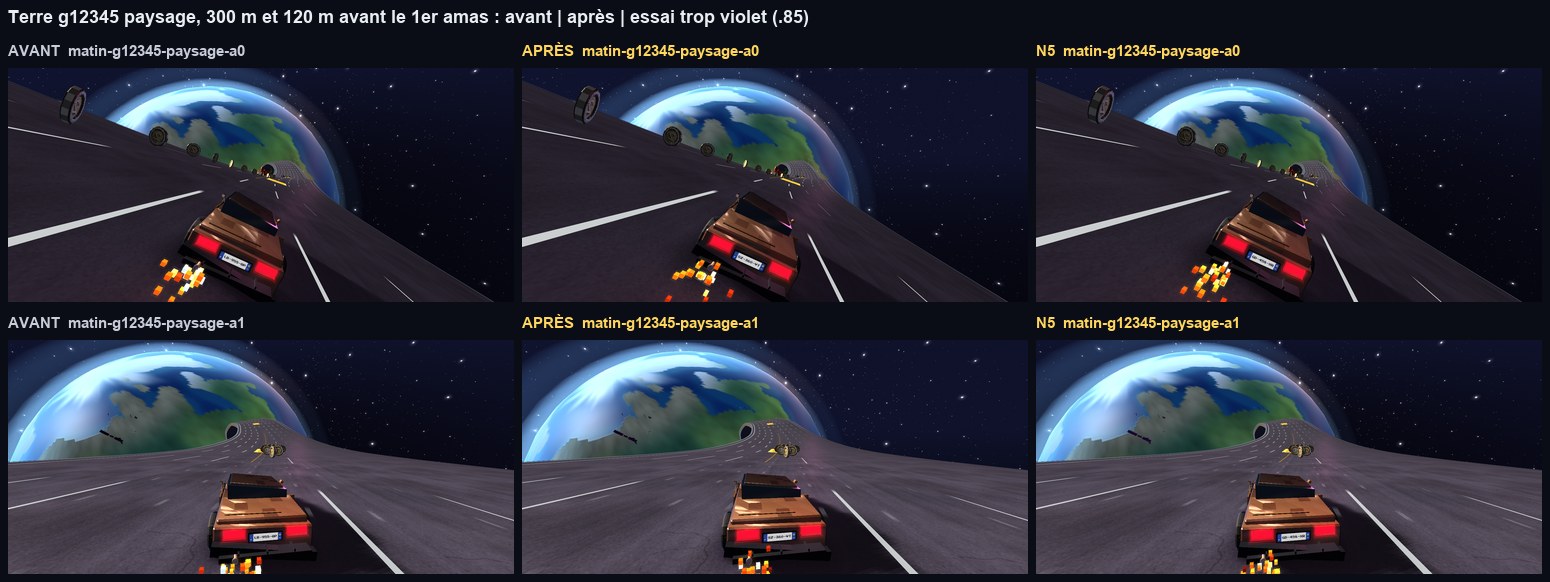 Terre g12345 paysage, 300 m et 120 m avant le 1er amas : avant | après | essai trop violet (.85)
AVANT matin-g12345-paysage-a0
APRÈS matin-g12345-paysage-a0
N5 matin-g12345-paysage-a0
AVANT matin-g12345-paysage-a1
APRÈS matin-g12345-paysage-a1
N5 matin-g12345-paysage-a1